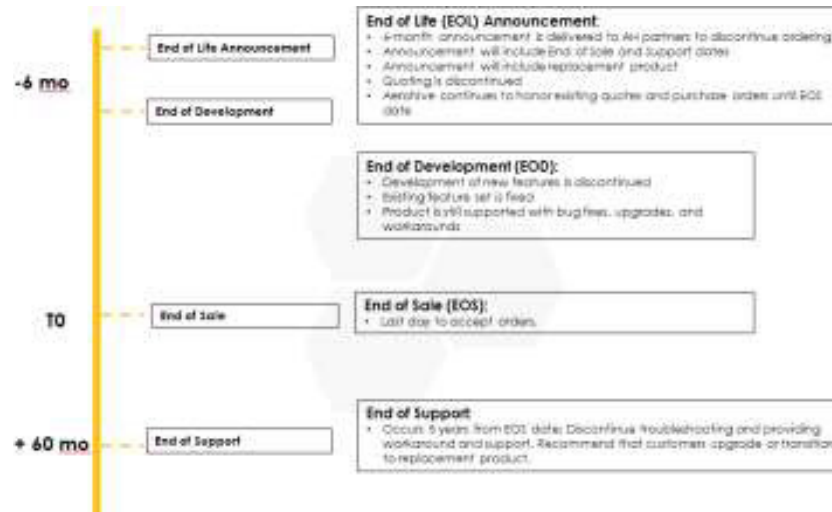 End of Life (EOL) Announcement:
• 6-month announcement is delivered to AH partners to discontinue ordering
• Announcement will include End of Sale and Support dates
• Announcement will include replacement product
• Quoting is discontinued
• Aerohive continues to honor existing quotes and purchase orders until EOS
date
End of Life Announcement
-6 mo
End of Development
End of Development (EOD):
• Development of new features is discontinued
• Existing feature set is fixed
• Product is still supported with bug fixes, upgrades, and
workarounds
T0
End of Sale
End of Sale (EOS):
• Last day to accept orders.
+ 60 mo
End of Support
End of Support
• Occurs 5 years from EOS date; Discontinue troubleshooting and providing
workaround and support. Recommend that customers upgrade or transition
to replacement product.